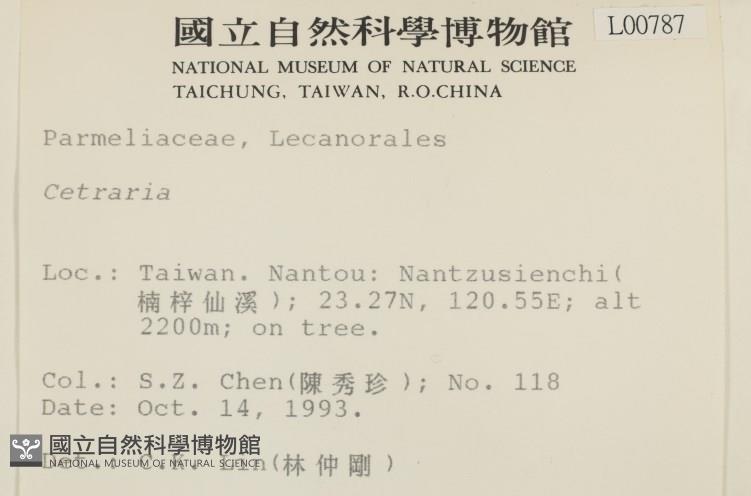 國立自然科學博物館
L00787
NATIONAL MUSEUM OF NATURAL SCIENCE
TAICHUNG, TAIWAN, R.O.CHINA
Parmeliaceae, Lecanorales
Cetraria
Loc.: Taiwan. Nantou: Nantzusienchi(
楠梓仙溪); 23.27N, 120.55E; alt
2200m; on tree.
Col.: S.Z. Chen(陳秀珍); No. 118
Date: Oct. 14, 1993.
國立自然科學博物館
NATIONAL MUSEUM OF NATURAL SCIENCE
Det.: C.K. Lin(林仲剛)